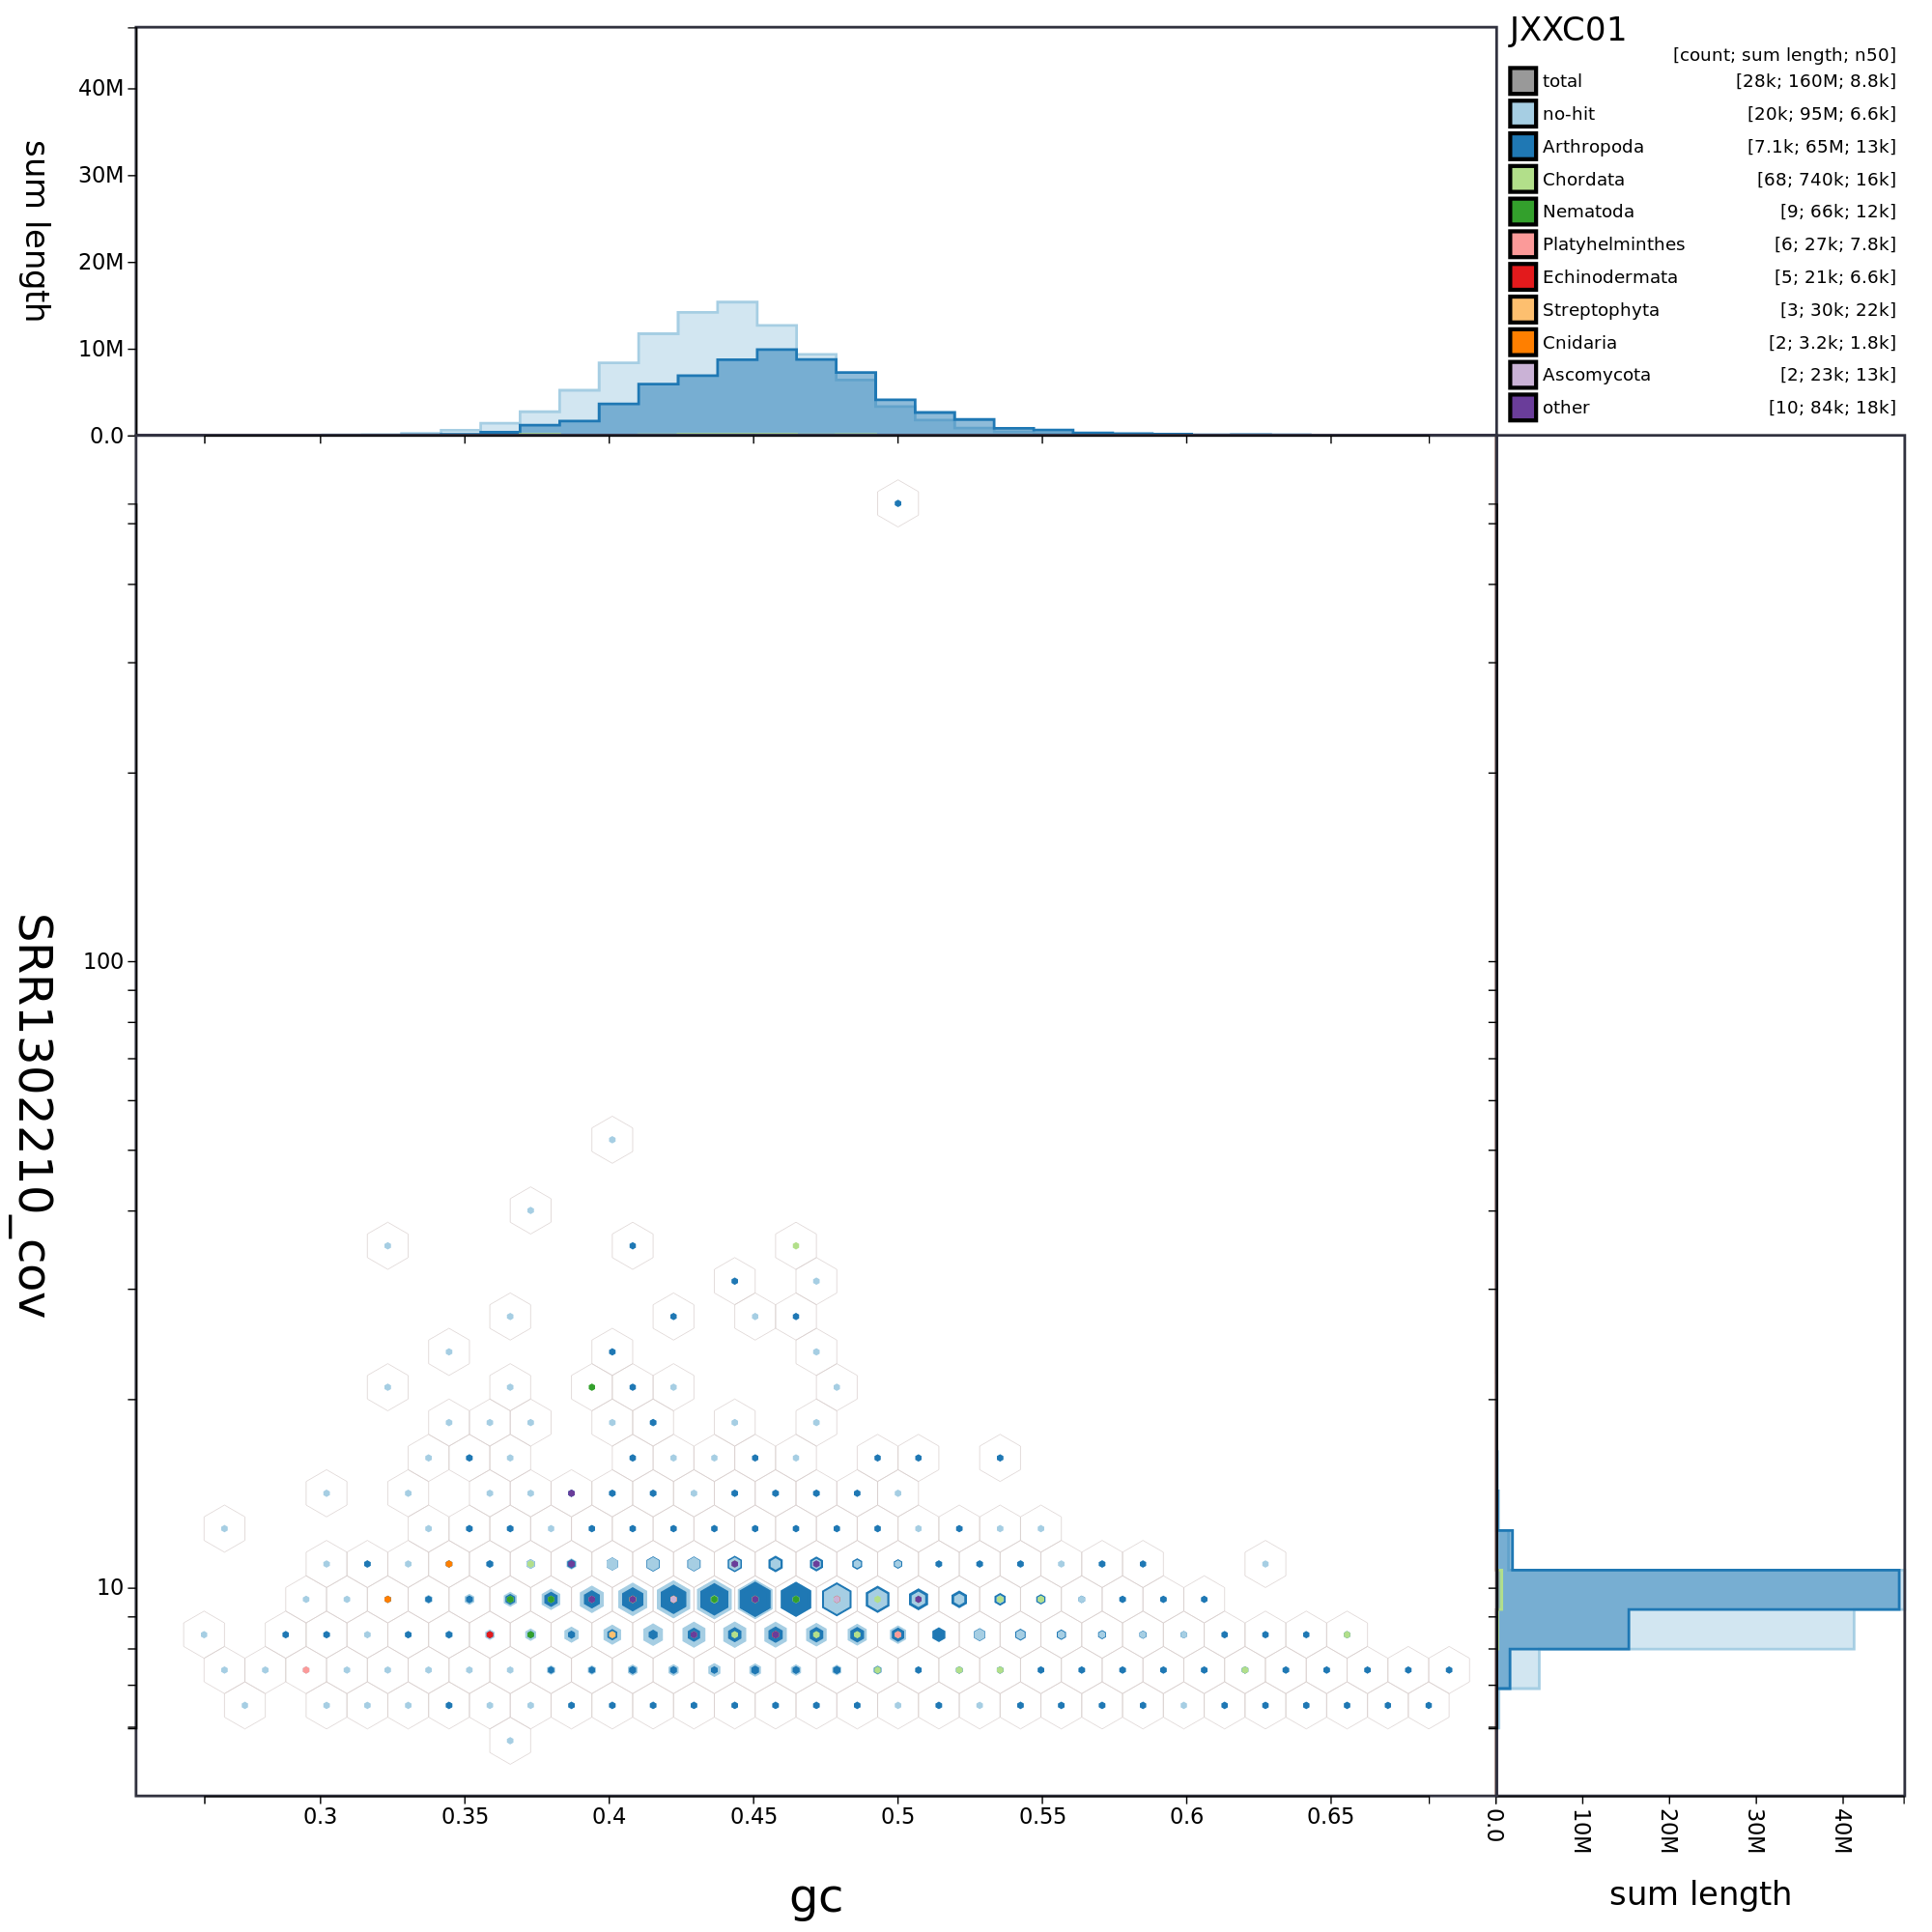 JXXC01
[count; sum length; n50]
total [28k; 160M; 8.8k]
no-hit [20k; 95M; 6.6k]
Arthropoda [7.1k; 65M; 13k]
Chordata [68; 740k; 16k]
Nematoda [9; 66k; 12k]
Platyhelminthes [6; 27k; 7.8k]
Echinodermata [5; 21k; 6.6k]
Streptophyta [3; 30k; 22k]
Cnidaria [2; 3.2k; 1.8k]
Ascomycota [2; 23k; 13k]
other [10; 84k; 18k]
sum length
40M
30M
20M
10M
0.0
SRR1302210_cov
100
10
0.3 0.35 0.4 0.45 0.5 0.55 0.6 0.65
gc
0.0 10M 20M 30M 40M
sum length